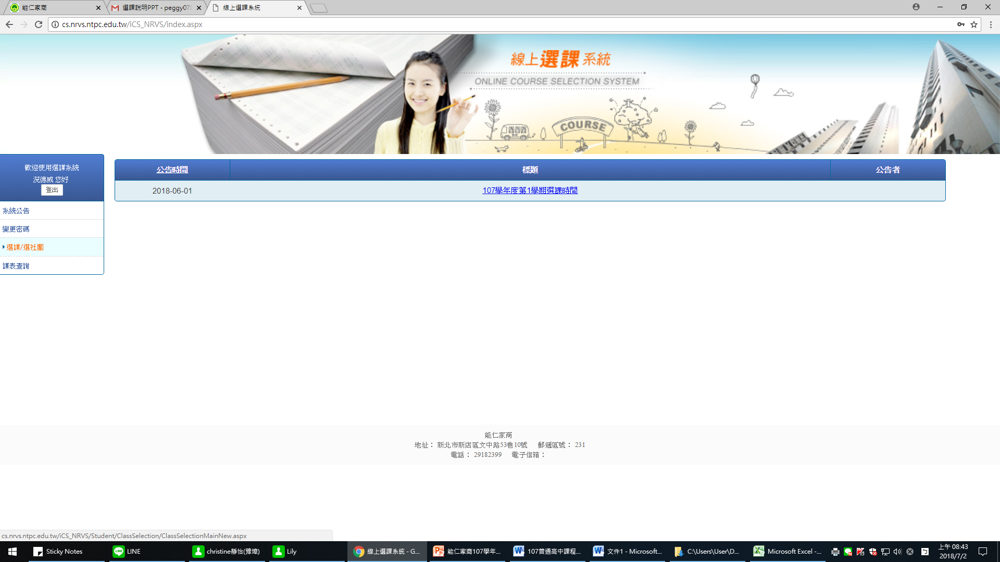 能仁家商
選課說明PPT - peggy070
線上選課系統
cs.nrvs.ntpc.edu.tw/iCS_NRVS/index.aspx
線上選課系統
ONLINE COURSE SELECTION SYSTEM
COURSE
歡迎使用選課系統
況德威 您好
登出
系統公告
變更密碼
選課/選社團
課表查詢
公告時間 標題 公告者
2018-06-01 107學年度第1學期選課時間
能仁家商
地址： 新北市新店區文中路53巷10號 郵遞區號： 231
電話： 29182399 電子信箱：
cs.nrvs.ntpc.edu.tw/iCS_NRVS/Student/ClassSelection/ClassSelectionMainNew.aspx
Sticky Notes
LINE
christine靜怡(豫璋)
Lily
線上選課系統 - G...
能仁家商107學年...
107普通高中課程...
文件1 - Microsoft...
C:\Users\User\D...
Microsoft Excel -...
上午 08:43
2018/7/2